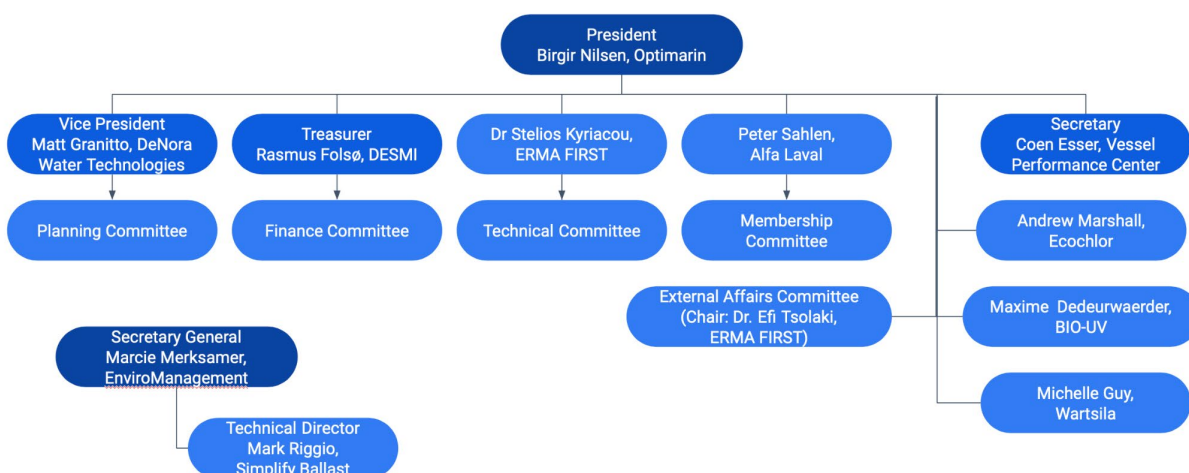 President
Birgir Nilsen, Optimarin
Vice President
Matt Granitto, DeNora
Water Technologies
Treasurer
Rasmus Folsø, DESMI
Dr Stelios Kyriacou,
ERMA FIRST
Peter Sahlen,
Alfa Laval
Secretary
Coen Esser, Vessel
Performance Center
Planning Committee
Finance Committee
Technical Committee
Membership
Committee
Andrew Marshall,
Ecochlor
External Affairs Committee
(Chair: Dr. Efi Tsolaki,
ERMA FIRST)
Maxime Dedeurwaerder,
BIO-UV
Secretary General
Marcie Merksamer,
EnviroManagement
Michelle Guy,
Wartsila
Technical Director
Mark Riggio,
Simplify Ballast